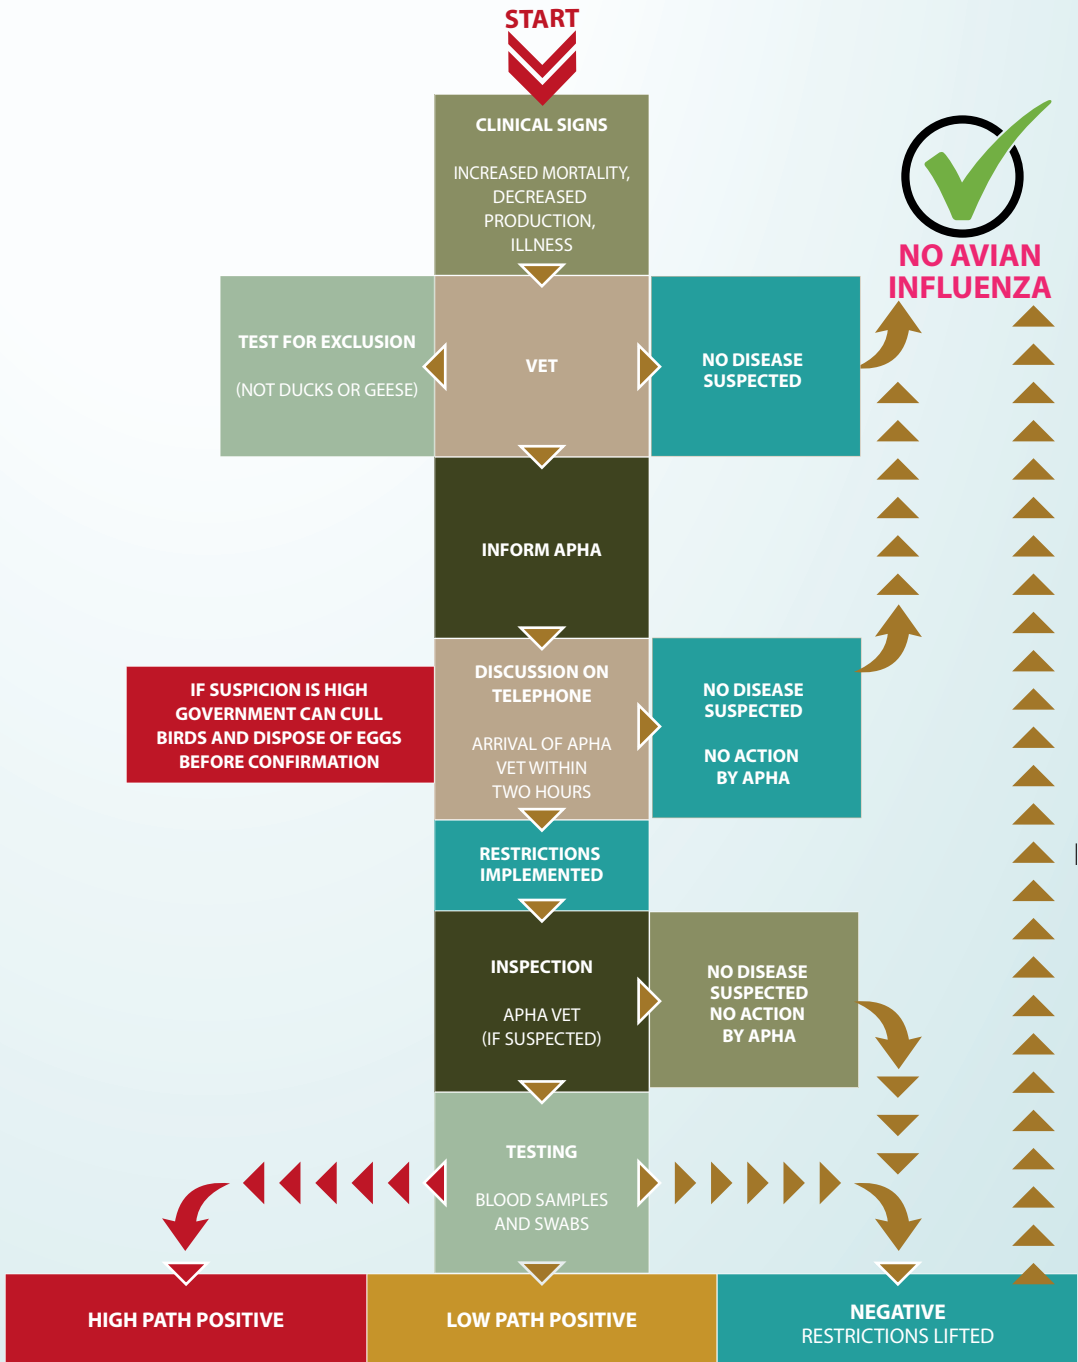 START
CLINICAL SIGNS
INCREASED MORTALITY,
DECREASED
PRODUCTION,
ILLNESS
NO AVIAN
INFLUENZA
TEST FOR EXCLUSION
(NOT DUCKS OR GEESE)
VET
NO DISEASE
SUSPECTED
INFORM APHA
IF SUSPICION IS HIGH
GOVERNMENT CAN CULL
BIRDS AND DISPOSE OF EGGS
BEFORE CONFIRMATION
DISCUSSION ON
TELEPHONE
ARRIVAL OF APHA
VET WITHIN
TWO HOURS
NO DISEASE
SUSPECTED
NO ACTION
BY APHA
RESTRICTIONS
IMPLEMENTED
INSPECTION
APHA VET
(IF SUSPECTED)
NO DISEASE
SUSPECTED
NO ACTION
BY APHA
TESTING
BLOOD SAMPLES
AND SWABS
HIGH PATH POSITIVE
LOW PATH POSITIVE
NEGATIVE
RESTRICTIONS LIFTED